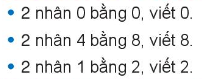 • 2 nhân 0 bằng 0, viết 0.
• 2 nhân 4 bằng 8, viết 8.
• 2 nhân 1 bằng 2, viết 2.